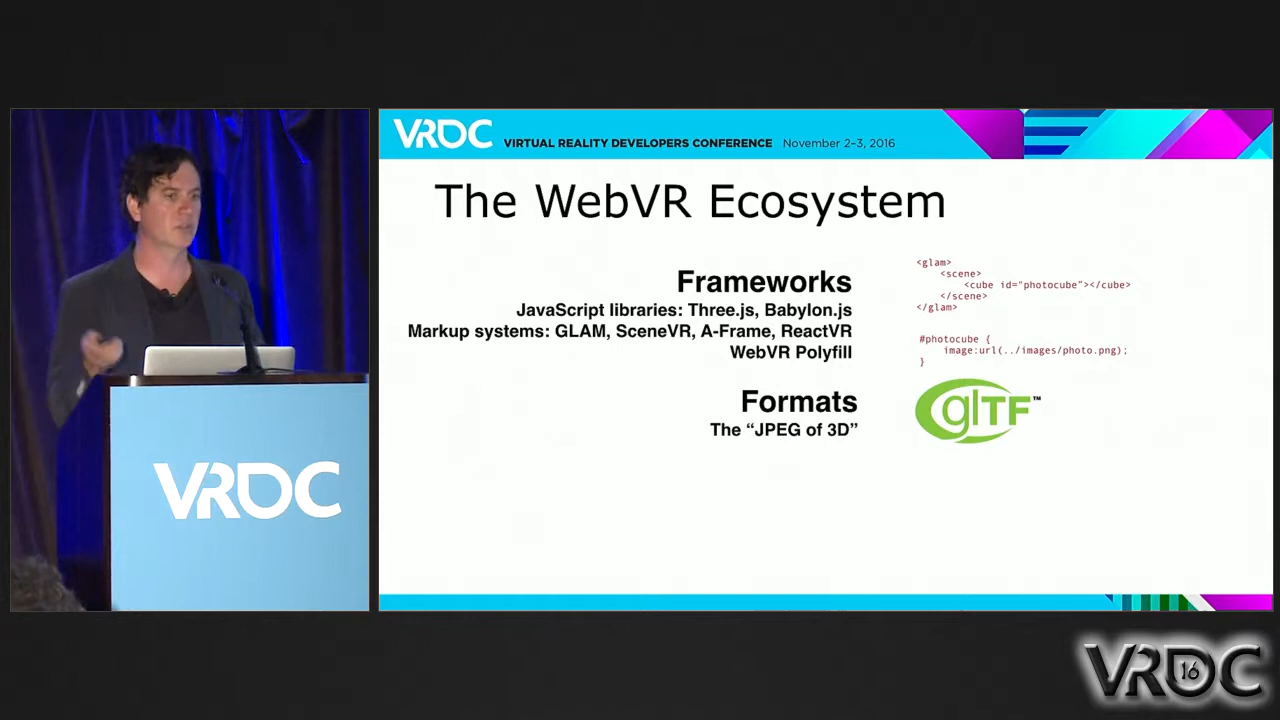 VRDC VIRTUAL REALITY DEVELOPERS CONFERENCE November 2-3, 2016
The WebVR Ecosystem
Frameworks
JavaScript libraries: Three.js, Babylon.js
Markup systems: GLAM, SceneVR, A-Frame, ReactVR
WebVR Polyfill
<glam>
<scene>
<cube id="photocube"></cube>
</scene>
</glam>
#photocube {
image:url(../images/photo.png);
}
Formats
The “JPEG of 3D”
glTF™
VRDC
VRDC 16